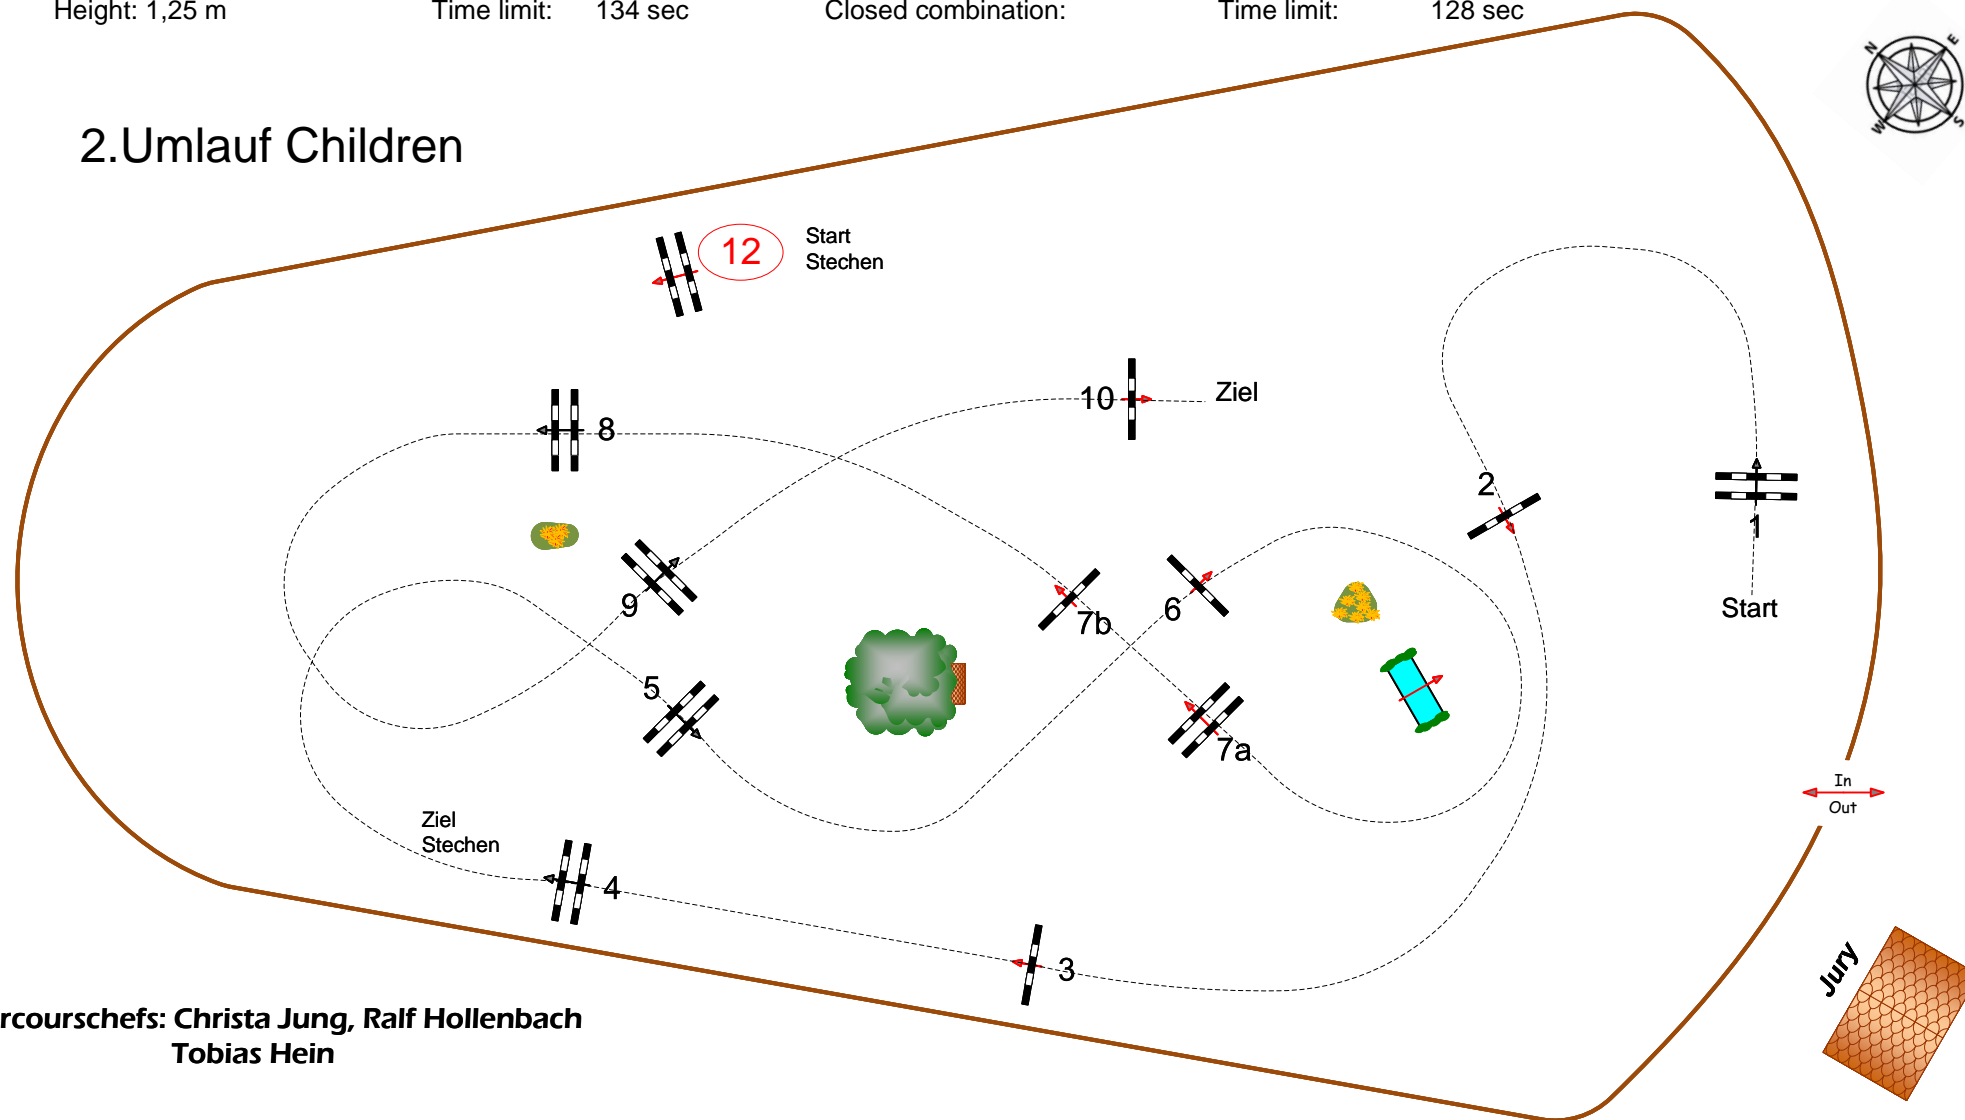 Height: 1,25 m Time limit: 134 sec Closed combination: Time limit: 128 sec
N E
W S
2.Umlauf Children
12
Start
Stechen
10
Ziel
8
2
1
Start
9
7b
6
5
7a
In
Out
Ziel
Stechen
4
3
Jury
rcourschefs: Christa Jung, Ralf Hollenbach
Tobias Hein